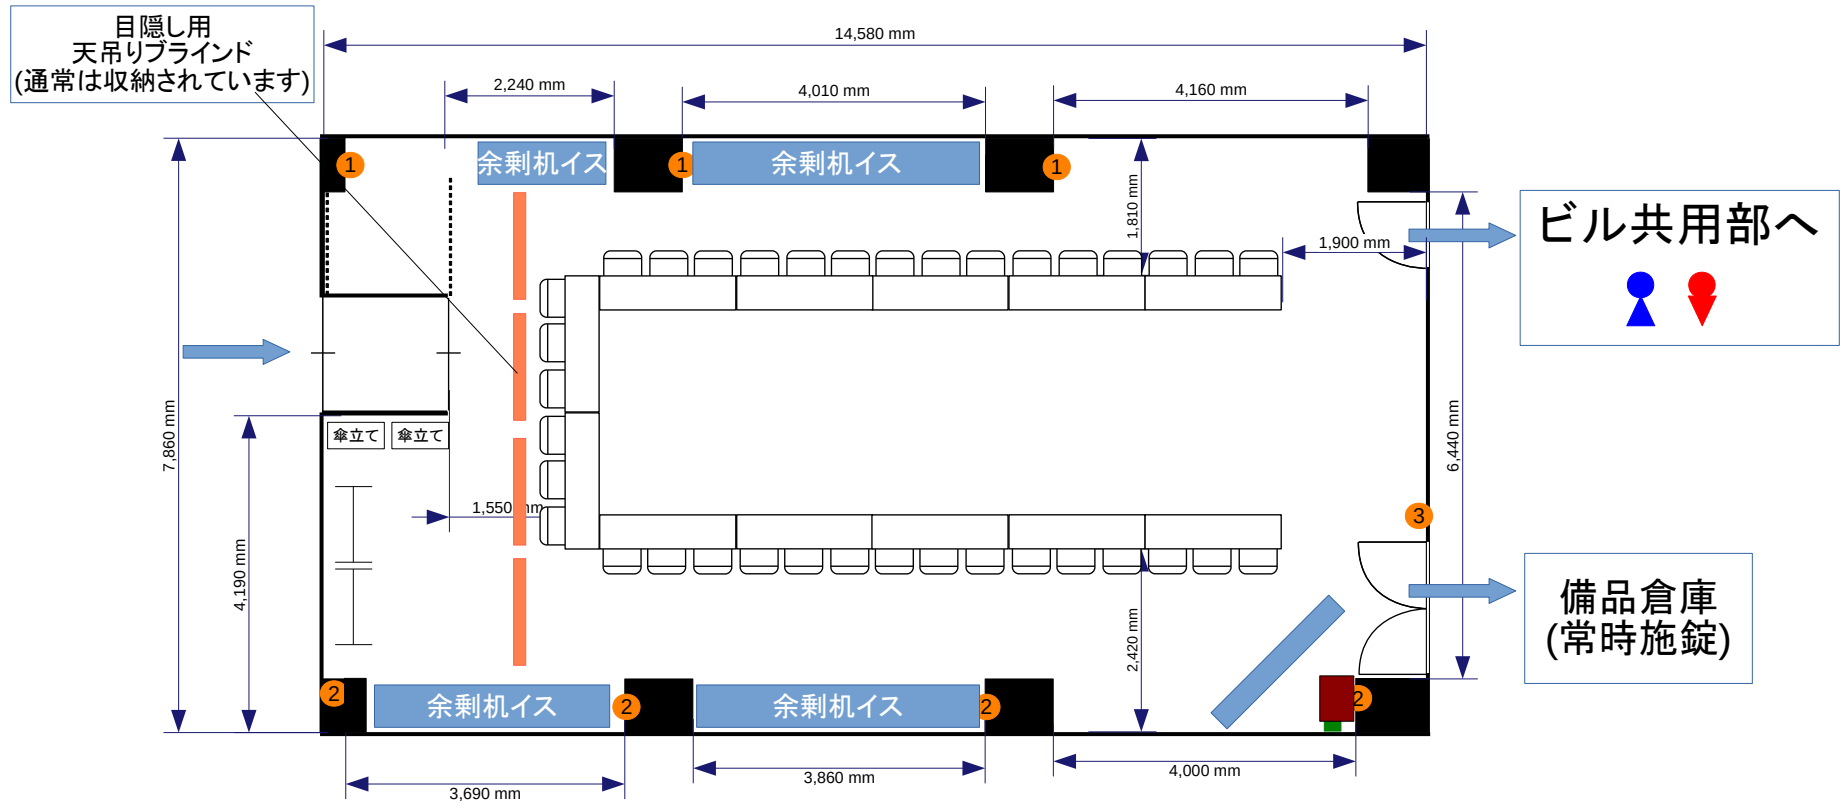 目隠し用
天吊りブラインド
(通常は収納されています)
14,580 mm
2,240 mm
4,010 mm
4,160 mm
1
余剰机イス
1
余剰机イス
1
1,810 mm
1,900 mm
ビル共用部へ
7,860 mm
傘立て
傘立て
4,190 mm
1,550 mm
6,440 mm
3
備品倉庫
(常時施錠)
2,420 mm
2
余剰机イス
2
余剰机イス
2
2
3,690 mm
3,860 mm
4,000 mm